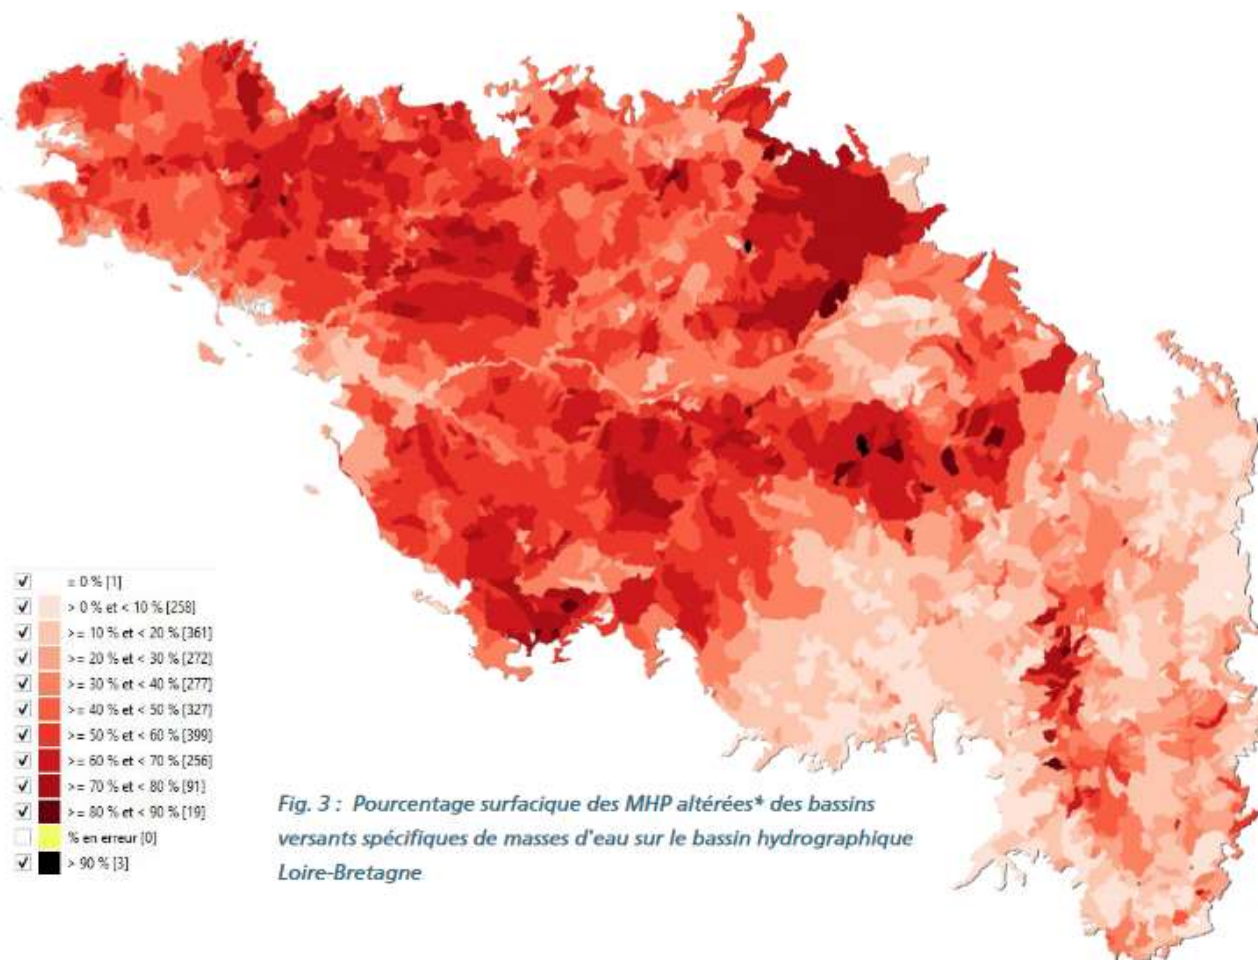 = 0 % [1]
> 0 % et < 10 % [258]
>= 10 % et < 20 % [361]
>= 20 % et < 30 % [272]
>= 30 % et < 40 % [277]
>= 40 % et < 50 % [327]
>= 50 % et < 60 % [399]
>= 60 % et < 70 % [256]
>= 70 % et < 80 % [91]
>= 80 % et < 90 % [19]
% en erreur [0]
> 90 % [3]
Fig. 3 : Pourcentage surfacique des MHP altérées* des bassins
versants spécifiques de masses d'eau sur le bassin hydrographique
Loire-Bretagne